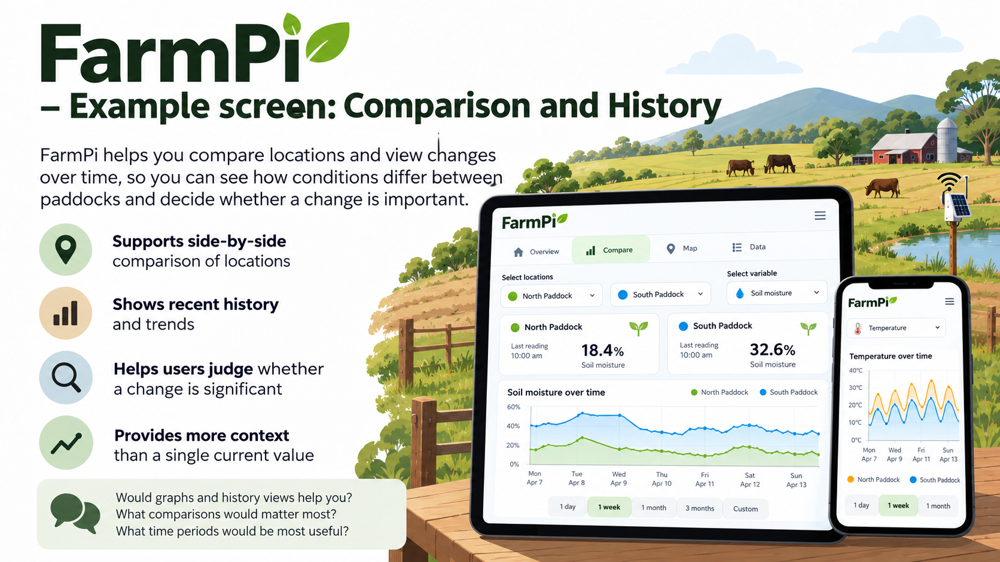 FarmPi
– Example screen: Comparison and History
FarmPi helps you compare locations and view changes
over time, so you can see how conditions differ between
paddocks and decide whether a change is important.
Supports side-by-side
comparison of locations
Shows recent history
and trends
Helps users judge whether
a change is significant
Provides more context
than a single current value
Would graphs and history views help you?
What comparisons would matter most?
What time periods would be most useful?
FarmPi
Overview
Compare
Map
Data
Select locations
Select variable
North Paddock
South Paddock
Soil moisture
North Paddock
Last reading
10:00 am
18.4%
Soil moisture
South Paddock
Last reading
10:00 am
32.6%
Soil moisture
Soil moisture over time
North Paddock
South Paddock
60%
40%
20%
0%
Mon
Apr 7
Tue
Apr 8
Wed
Apr 9
Thu
Apr 10
Fri
Apr 11
Sat
Apr 12
Sun
Apr 13
1 day
1 week
1 month
3 months
Custom
FarmPi
Temperature
Temperature over time
40°C
30°C
20°C
10°C
0°C
Mon
Apr 7
Wed
Apr 9
Fri
Apr 11
Sun
Apr 13
North Paddock
South Paddock
1 day
1 week
1 month